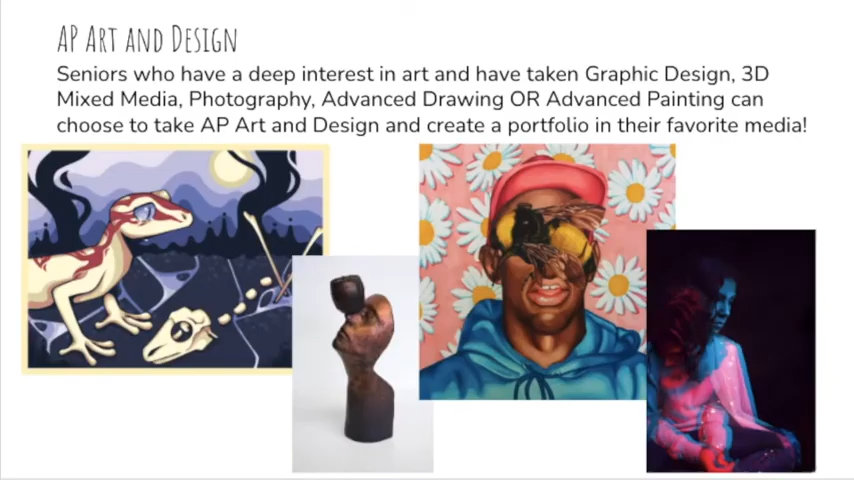 AP Art and Design
Seniors who have a deep interest in art and have taken Graphic Design, 3D
Mixed Media, Photography, Advanced Drawing OR Advanced Painting can
choose to take AP Art and Design and create a portfolio in their favorite media!